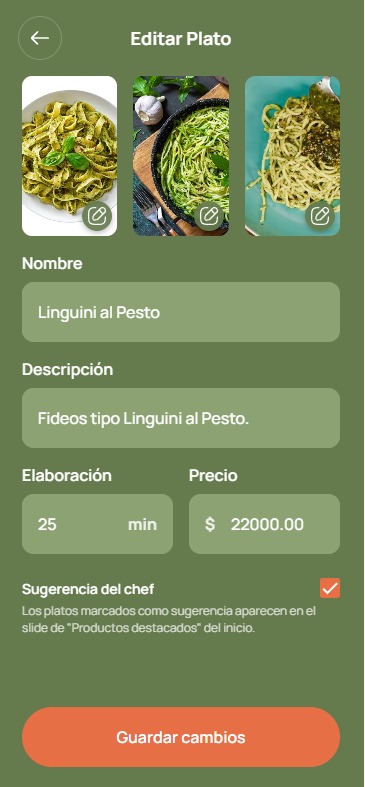 Editar Plato
Nombre
Linguini al Pesto
Descripción
Fideos tipo Linguini al Pesto.
Elaboración Precio
25 min $ 22000.00
Sugerencia del chef
Los platos marcados como sugerencia aparecen en el
slide de "Productos destacados" del inicio.
Guardar cambios